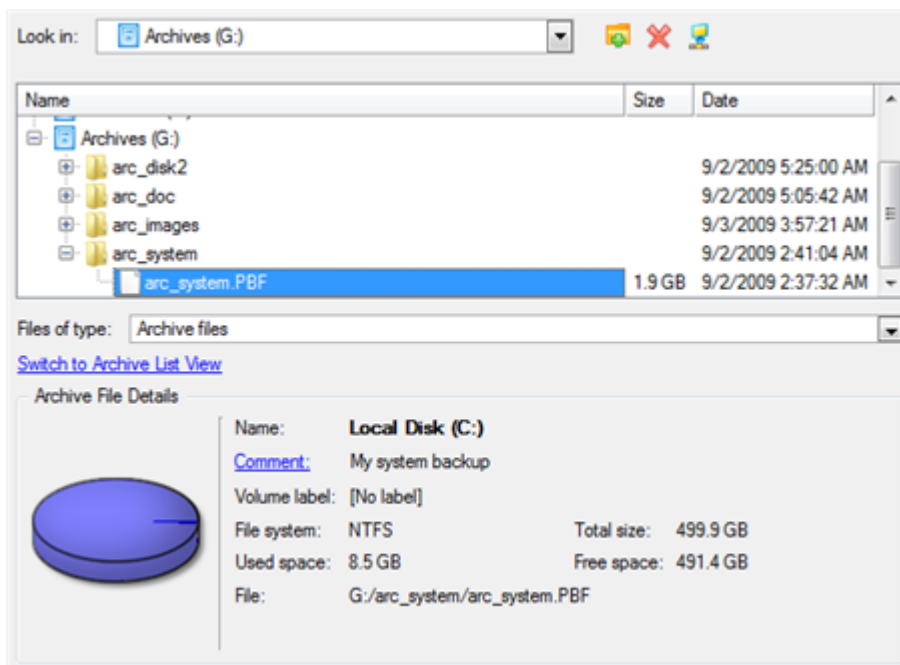 Look in: Archives (G:)
Name Size Date
Archives (G:)
arc_disk2 9/2/2009 5:25:00 AM
arc_doc 9/2/2009 5:05:42 AM
arc_images 9/3/2009 3:57:21 AM
arc_system 9/2/2009 2:41:04 AM
arc_system.PBF 1.9 GB 9/2/2009 2:37:32 AM
Files of type: Archive files
Switch to Archive List View
Archive File Details
Name: Local Disk (C:)
Comment: My system backup
Volume label: [No label]
File system: NTFS Total size: 499.9 GB
Used space: 8.5 GB Free space: 491.4 GB
File: G:/arc_system/arc_system.PBF